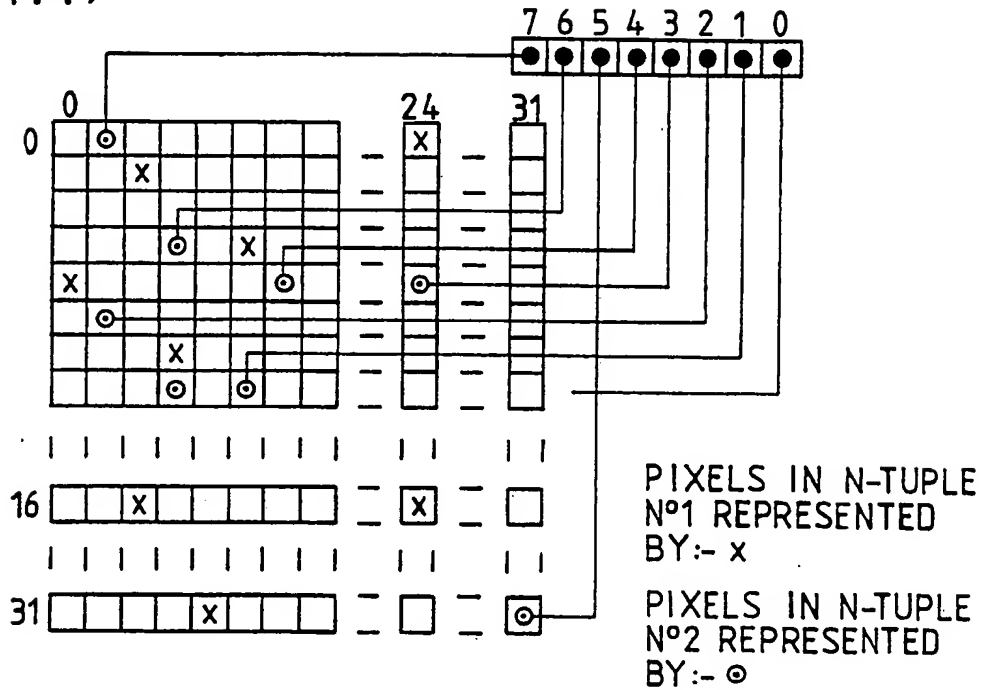 7 6 5 4 3 2 1 0
0 24 31
0 X
X
X
X
X
16 X X
31 X
PIXELS IN N-TUPLE
Nº1 REPRESENTED
BY:- X
PIXELS IN N-TUPLE
Nº2 REPRESENTED
BY:- ⊙